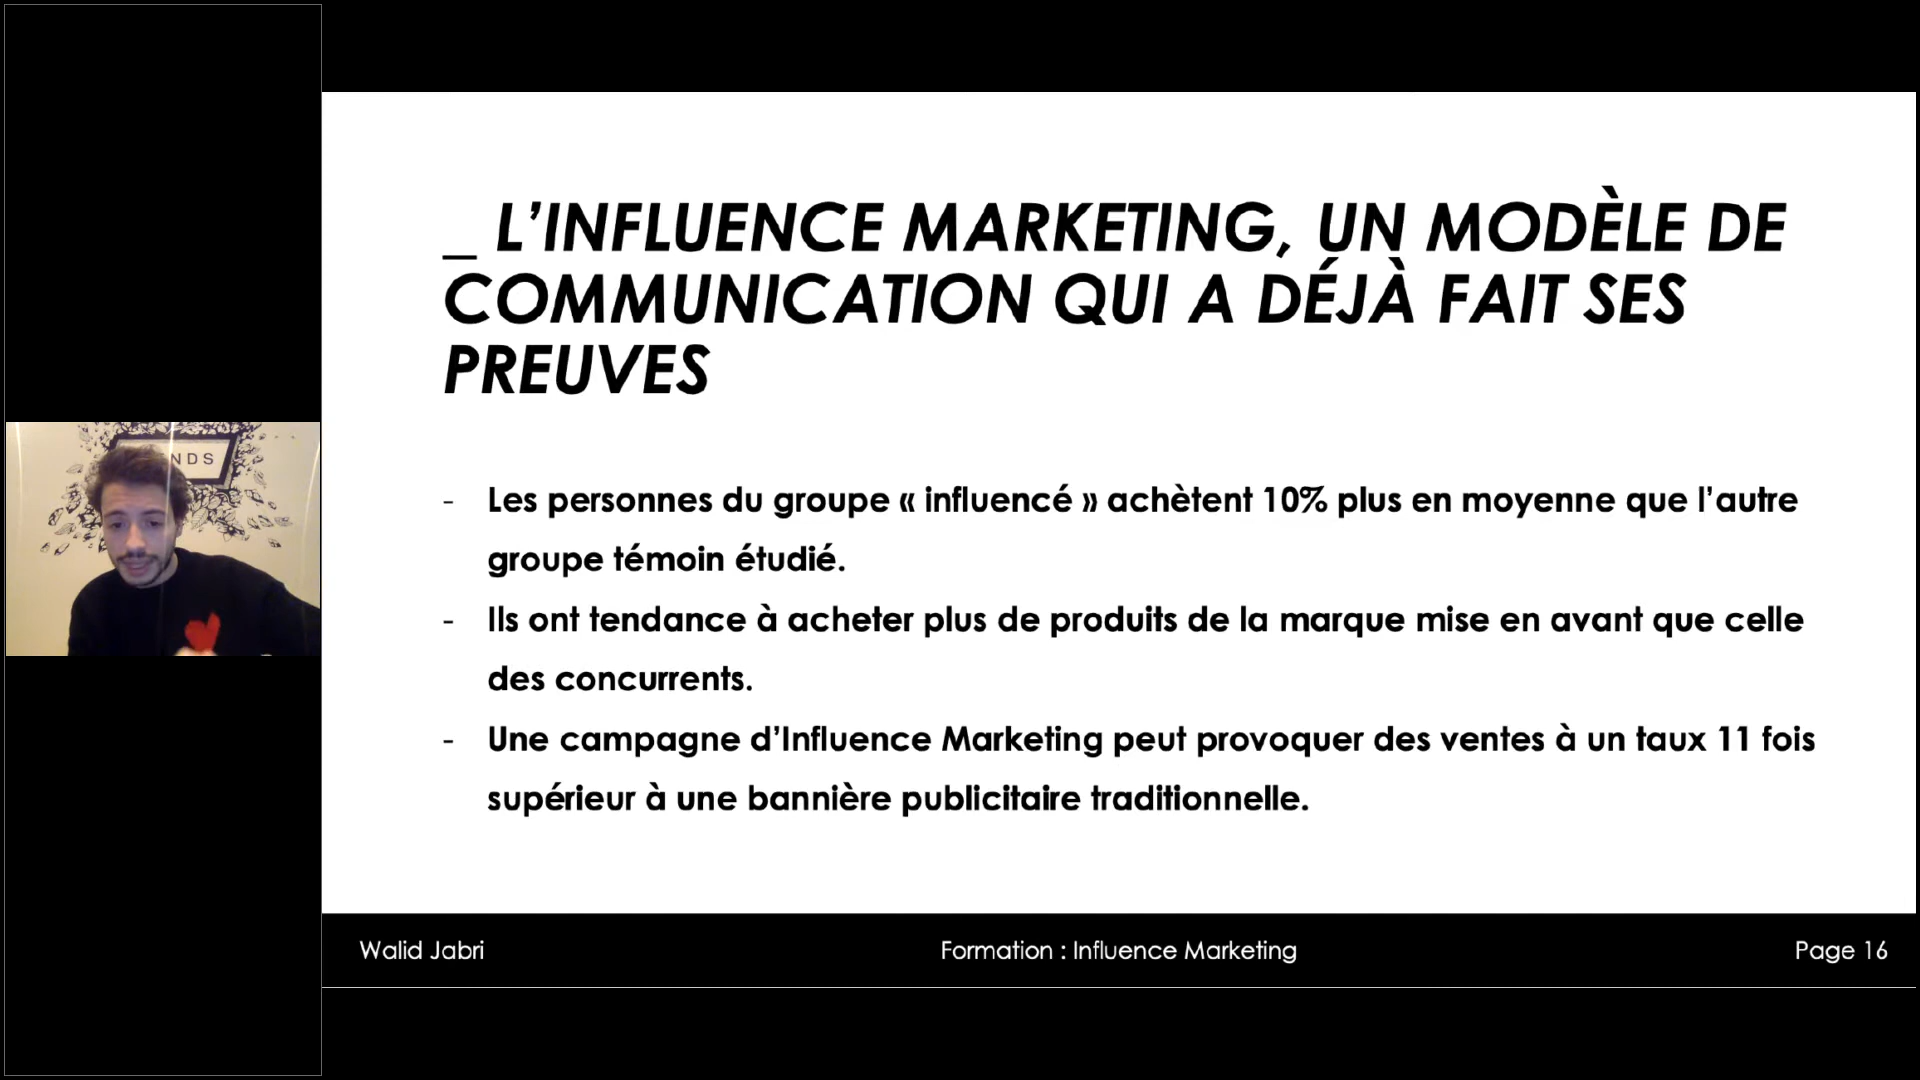 NDS
_ L’INFLUENCE MARKETING, UN MODÈLE DE
COMMUNICATION QUI A DÉJÀ FAIT SES
PREUVES
- Les personnes du groupe « influencé » achètent 10% plus en moyenne que l’autre
groupe témoin étudié.
- Ils ont tendance à acheter plus de produits de la marque mise en avant que celle
des concurrents.
- Une campagne d’Influence Marketing peut provoquer des ventes à un taux 11 fois
supérieur à une bannière publicitaire traditionnelle.
Walid Jabri
Formation : Influence Marketing
Page 16